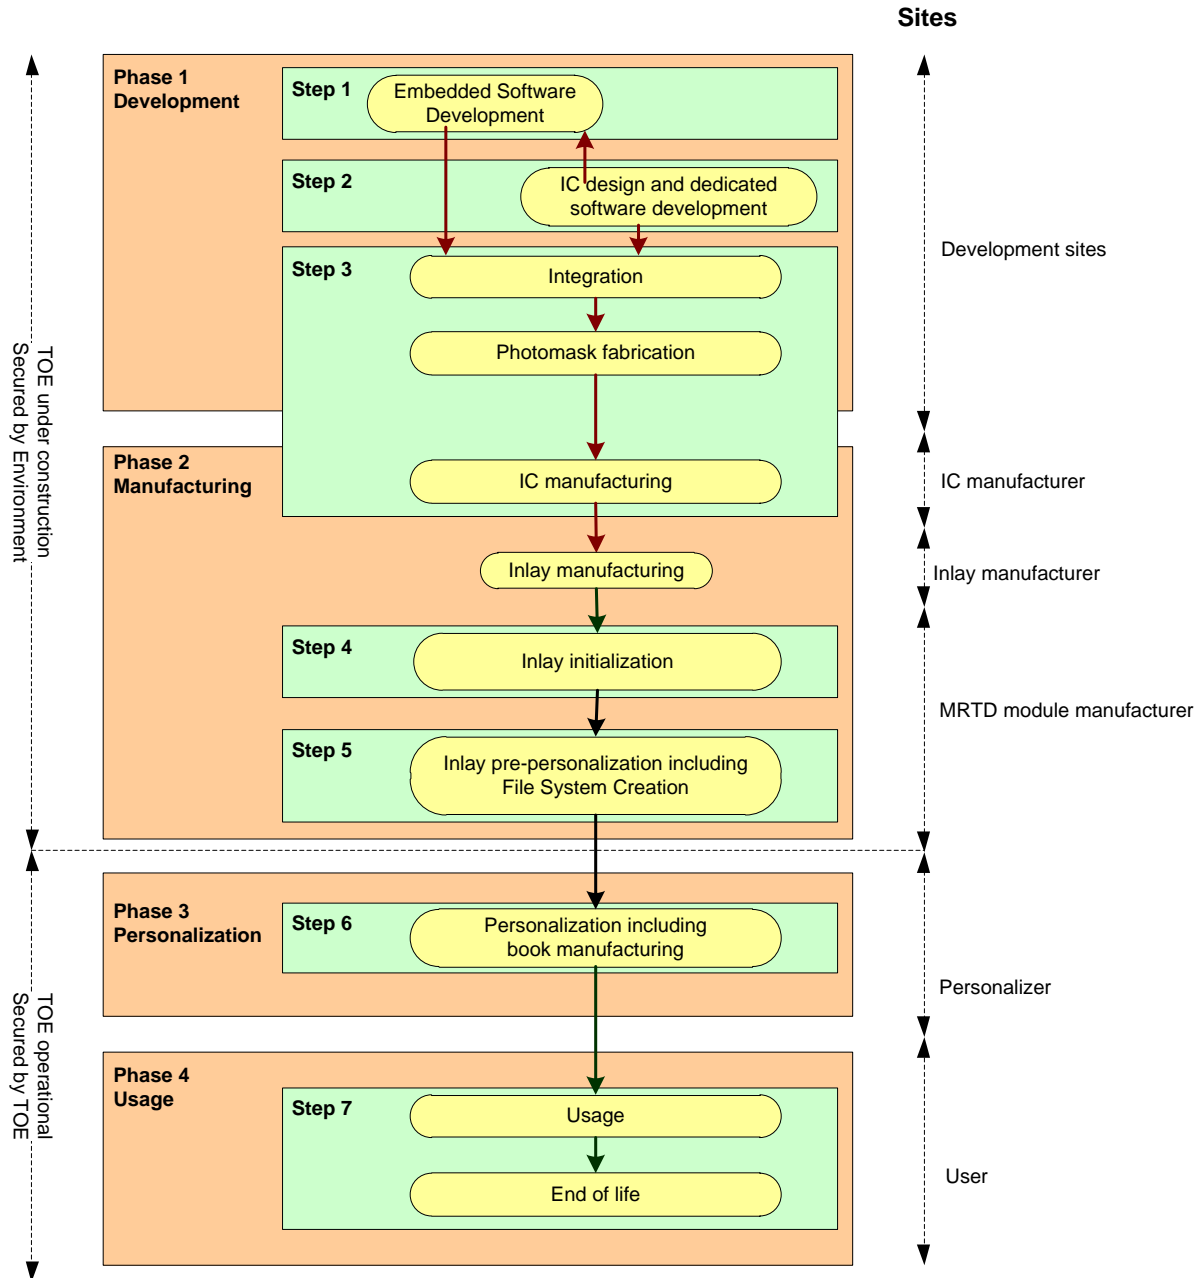 Sites
Phase 1
Development
Step 1
Embedded Software
Development
Step 2
IC design and dedicated
software development
Step 3
Integration
Development sites
Photomask fabrication
TOE under construction
Secured by Environment
Phase 2
Manufacturing
IC manufacturing
IC manufacturer
Inlay manufacturing
Inlay manufacturer
Step 4
Inlay initialization
MRTD module manufacturer
Step 5
Inlay pre-personalization including
File System Creation
Phase 3
Personalization
Step 6
Personalization including
book manufacturing
Personalizer
TOE operational
Secured by TOE
Phase 4
Usage
Step 7
Usage
User
End of life